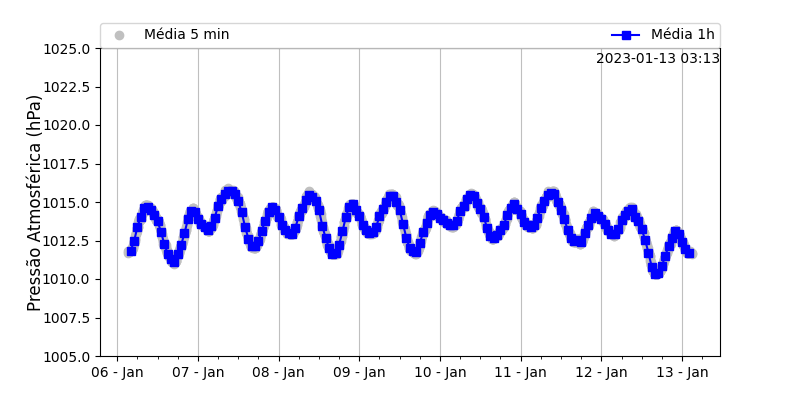 Média 5 min
Média 1h
2023-01-13 03:13
Pressão Atmosférica (hPa)
1025.0
1022.5
1020.0
1017.5
1015.0
1012.5
1010.0
1007.5
1005.0
06 - Jan
07 - Jan
08 - Jan
09 - Jan
10 - Jan
11 - Jan
12 - Jan
13 - Jan